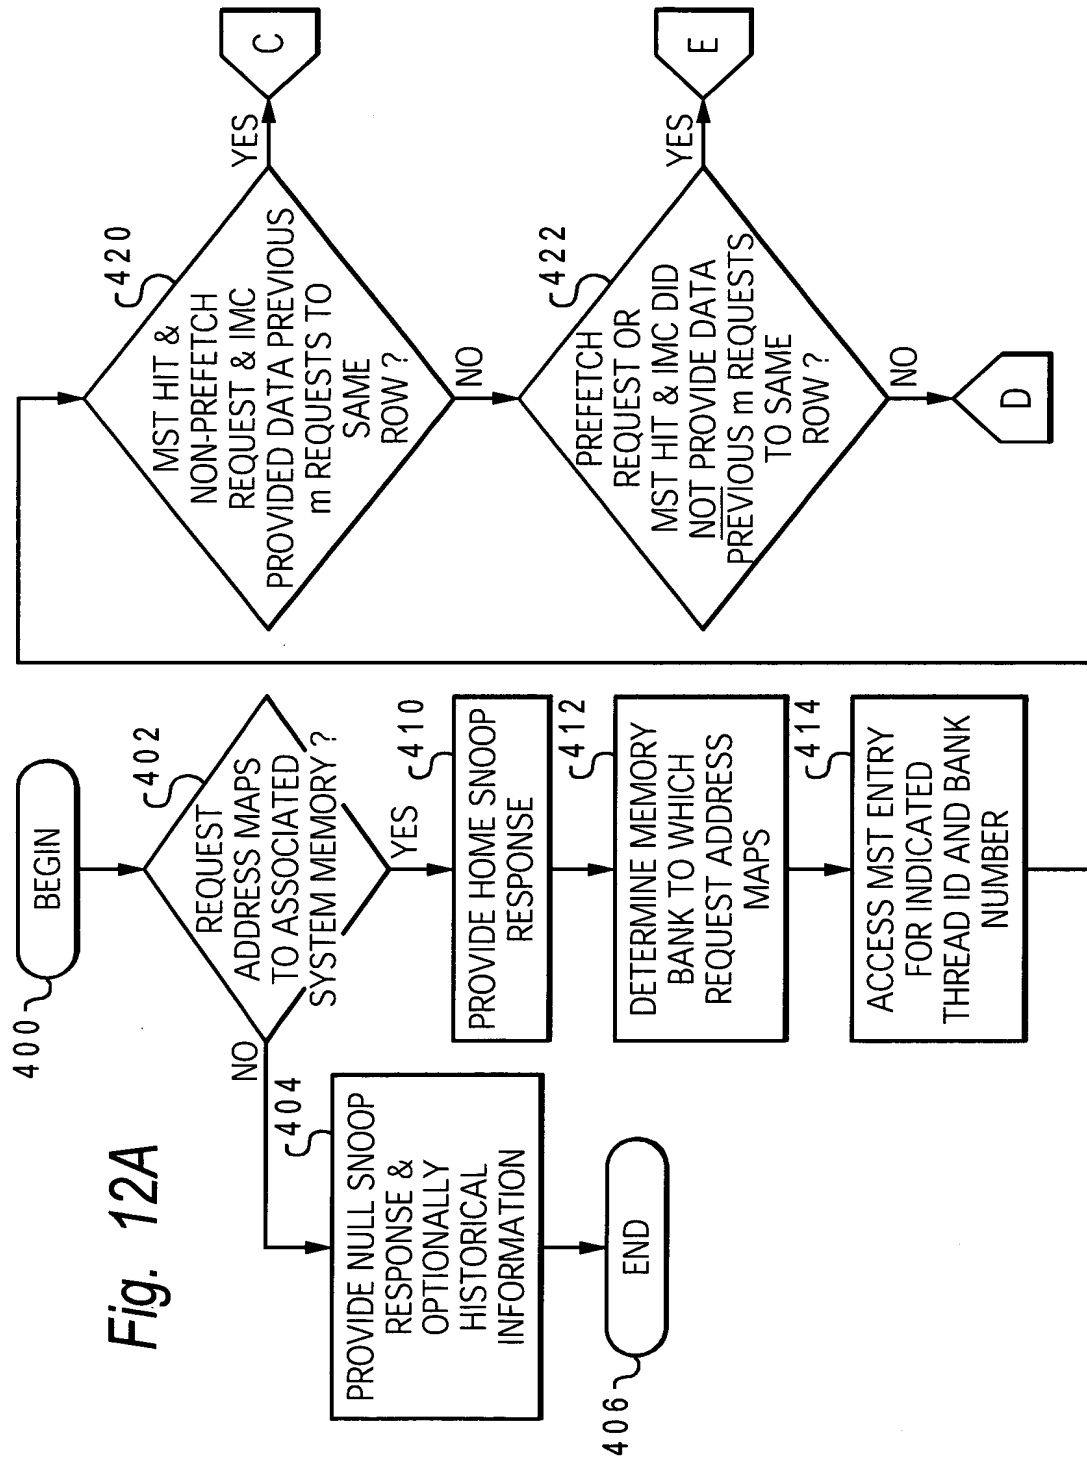 Fig. 12A
400
BEGIN
402
REQUEST
ADDRESS MAPS
TO ASSOCIATED
SYSTEM MEMORY ?
NO
404
PROVIDE NULL SNOOP
RESPONSE &
OPTIONALLY
HISTORICAL
INFORMATION
406
END
YES
410
PROVIDE HOME SNOOP
RESPONSE
412
DETERMINE MEMORY
BANK TO WHICH
REQUEST ADDRESS
MAPS
414
ACCESS MST ENTRY
FOR INDICATED
THREAD ID AND BANK
NUMBER
420
MST HIT &
NON-PREFETCH
REQUEST & IMC
PROVIDED DATA PREVIOUS
m REQUESTS TO
SAME
ROW ?
YES
C
NO
422
PREFETCH
REQUEST OR
MST HIT & IMC DID
NOT PROVIDE DATA
PREVIOUS m REQUESTS
TO SAME
ROW ?
YES
E
NO
D